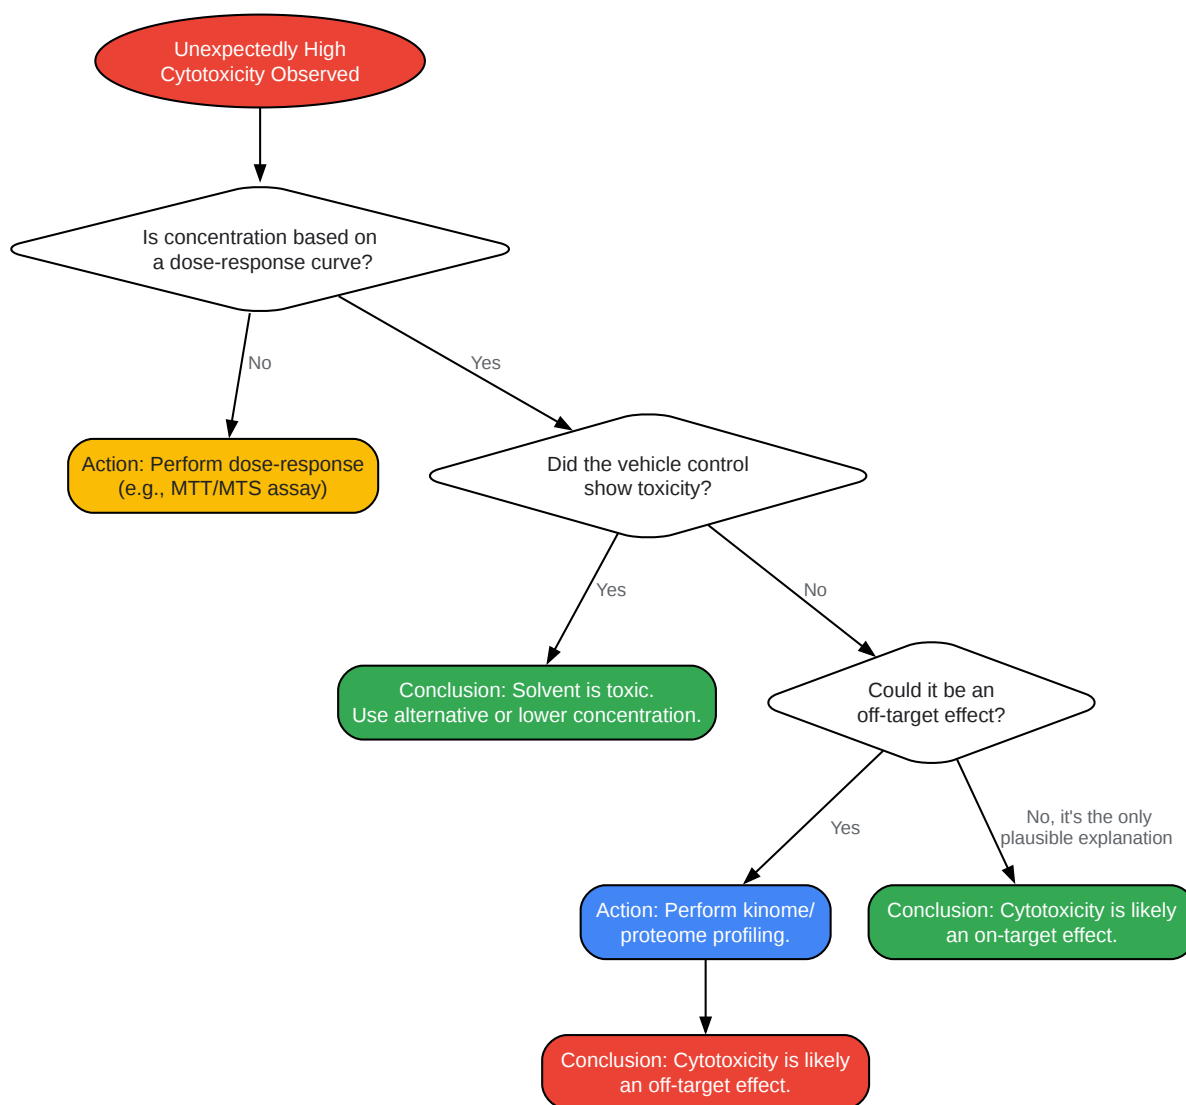 Unexpectedly High
Cytotoxicity Observed
Is concentration based on
a dose-response curve?
No
Yes
Action: Perform dose-response
(e.g., MTT/MTS assay)
Did the vehicle control
show toxicity?
Yes
No
Conclusion: Solvent is toxic.
Use alternative or lower concentration.
Could it be an
off-target effect?
Yes
No, it's the only
plausible explanation
Action: Perform kinome/
proteome profiling.
Conclusion: Cytotoxicity is likely
an on-target effect.
Conclusion: Cytotoxicity is likely
an off-target effect.